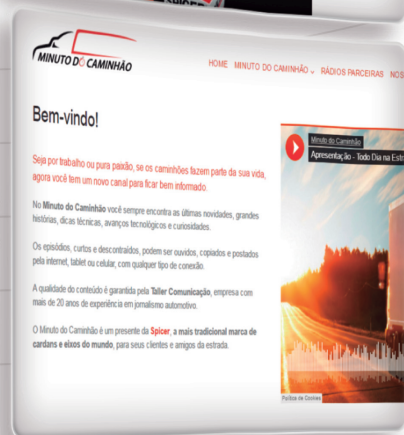 MINUTO DO CAMINHÃO
HOME MINUTO DO CAMINHÃO RÁDIOS PARCEIRAS NOS
Bem-vindo!
Seja por trabalho ou pura paixão, se os caminhões fazem parte da sua vida,
agora você tem um novo canal para ficar bem informado.
No Minuto do Caminhão você sempre encontra as últimas novidades, grandes
histórias, dicas técnicas, avanços tecnológicos e curiosidades.
Os episódios, curtos e descontraídos, podem ser ouvidos, copiados e postados
pela internet, tablet ou celular, com qualquer tipo de conexão.
A qualidade do conteúdo é garantida pela Taller Comunicação, empresa com
mais de 20 anos de experiência em jornalismo automotivo.
O Minuto do Caminhão é um presente da Spicer, a mais tradicional marca de
cardans e eixos do mundo, para seus clientes e amigos da estrada.
Minuto do Caminhão
Apresentação - Todo Dia na Estra
Política de Cookies